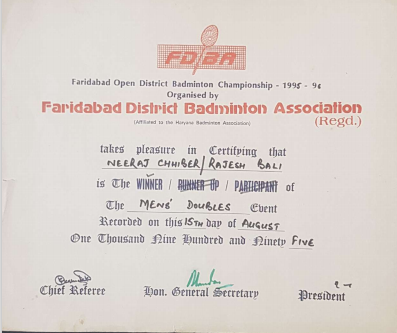 FDBA
Faridabad Open District Badminton Championship - 1995 - 96
Organised by
Faridabad District Badminton Association
(Regd.)
(Affiliated to the Haryana Badminton Association)
takes pleasure in Certifying that
NEERAJ CHHIBER/RAJESH BALI
is The WINNER / RUNNER UP / PARTICIPANT of
The MENS' DOUBLES Event
Recorded on this 15TH day of AUGUST
One Thousand Nine Hundred and Ninety FIVE
Chief Referee Hon. General Secretary President